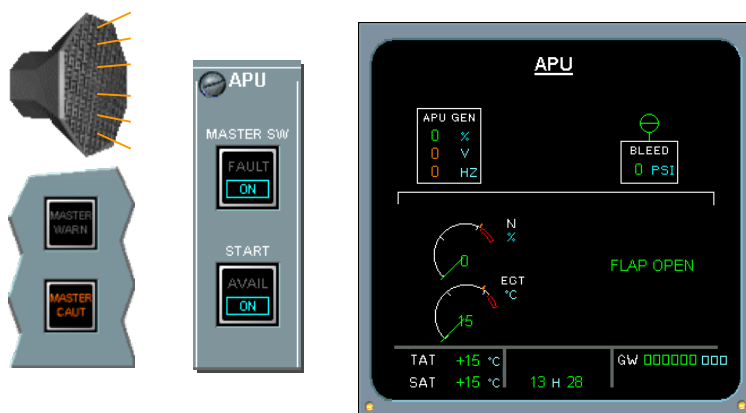 MASTER
WARN
MASTER
CAUT
APU
MASTER SW
FAULT
ON
START
AVAIL
ON
APU
APU GEN
0 %
0 V
0 HZ
BLEED
0 PSI
N
%
0
FLAP OPEN
EGT
°C
15
TAT +15 °C
SAT +15 °C
13 H 28
GW